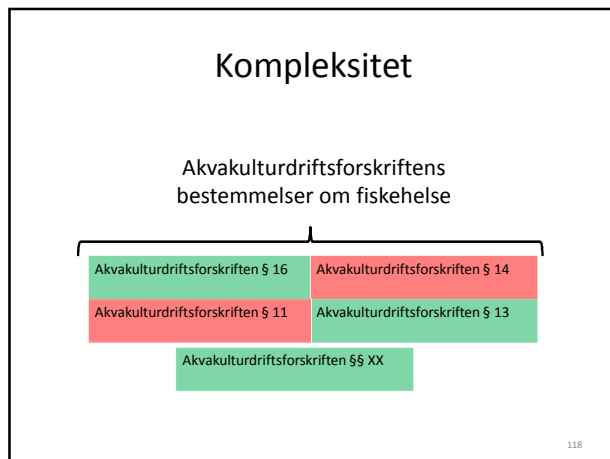 Kompleksitet
Akvakulturdriftsforskriftens
bestemmelser om fiskehelse
Akvakulturdriftsforskriften § 16
Akvakulturdriftsforskriften § 14
Akvakulturdriftsforskriften § 11
Akvakulturdriftsforskriften § 13
Akvakulturdriftsforskriften §§ XX
118